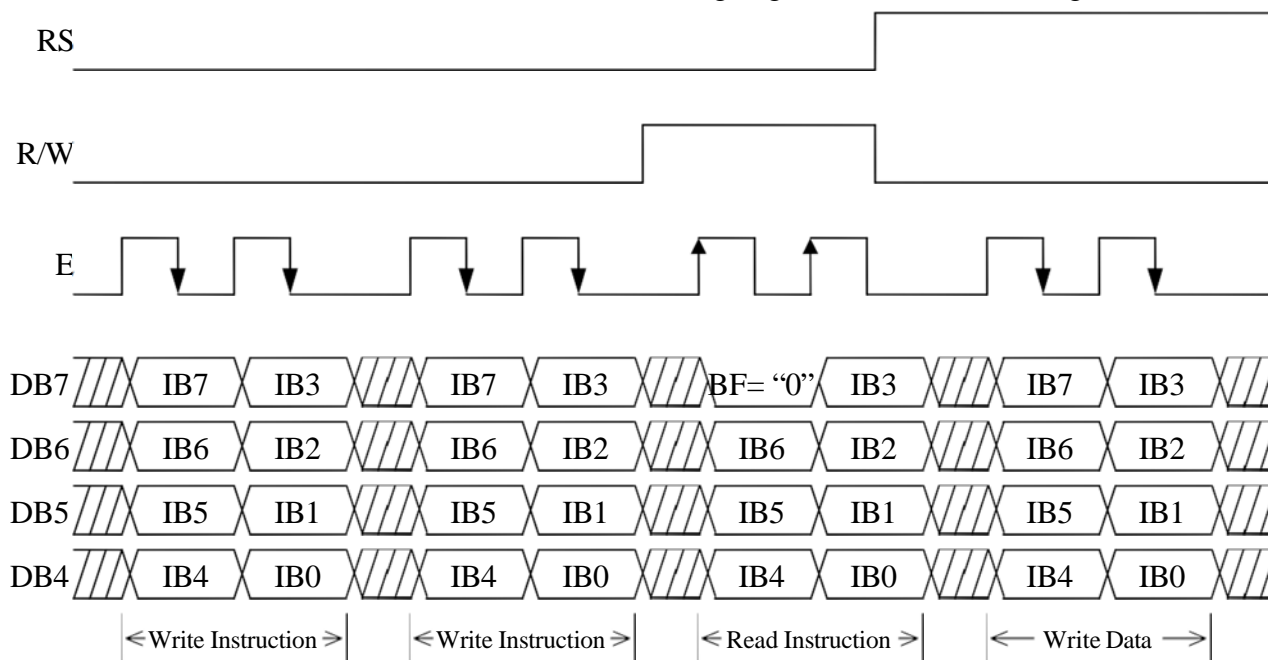 RS
R/W
E
DB7 IB7 IB3 IB7 IB3 BF= “0” IB3 IB7 IB3
DB6 IB6 IB2 IB6 IB2 IB6 IB2 IB6 IB2
DB5 IB5 IB1 IB5 IB1 IB5 IB1 IB5 IB1
DB4 IB4 IB0 IB4 IB0 IB4 IB0 IB4 IB0
Write Instruction Write Instruction Read Instruction Write Data